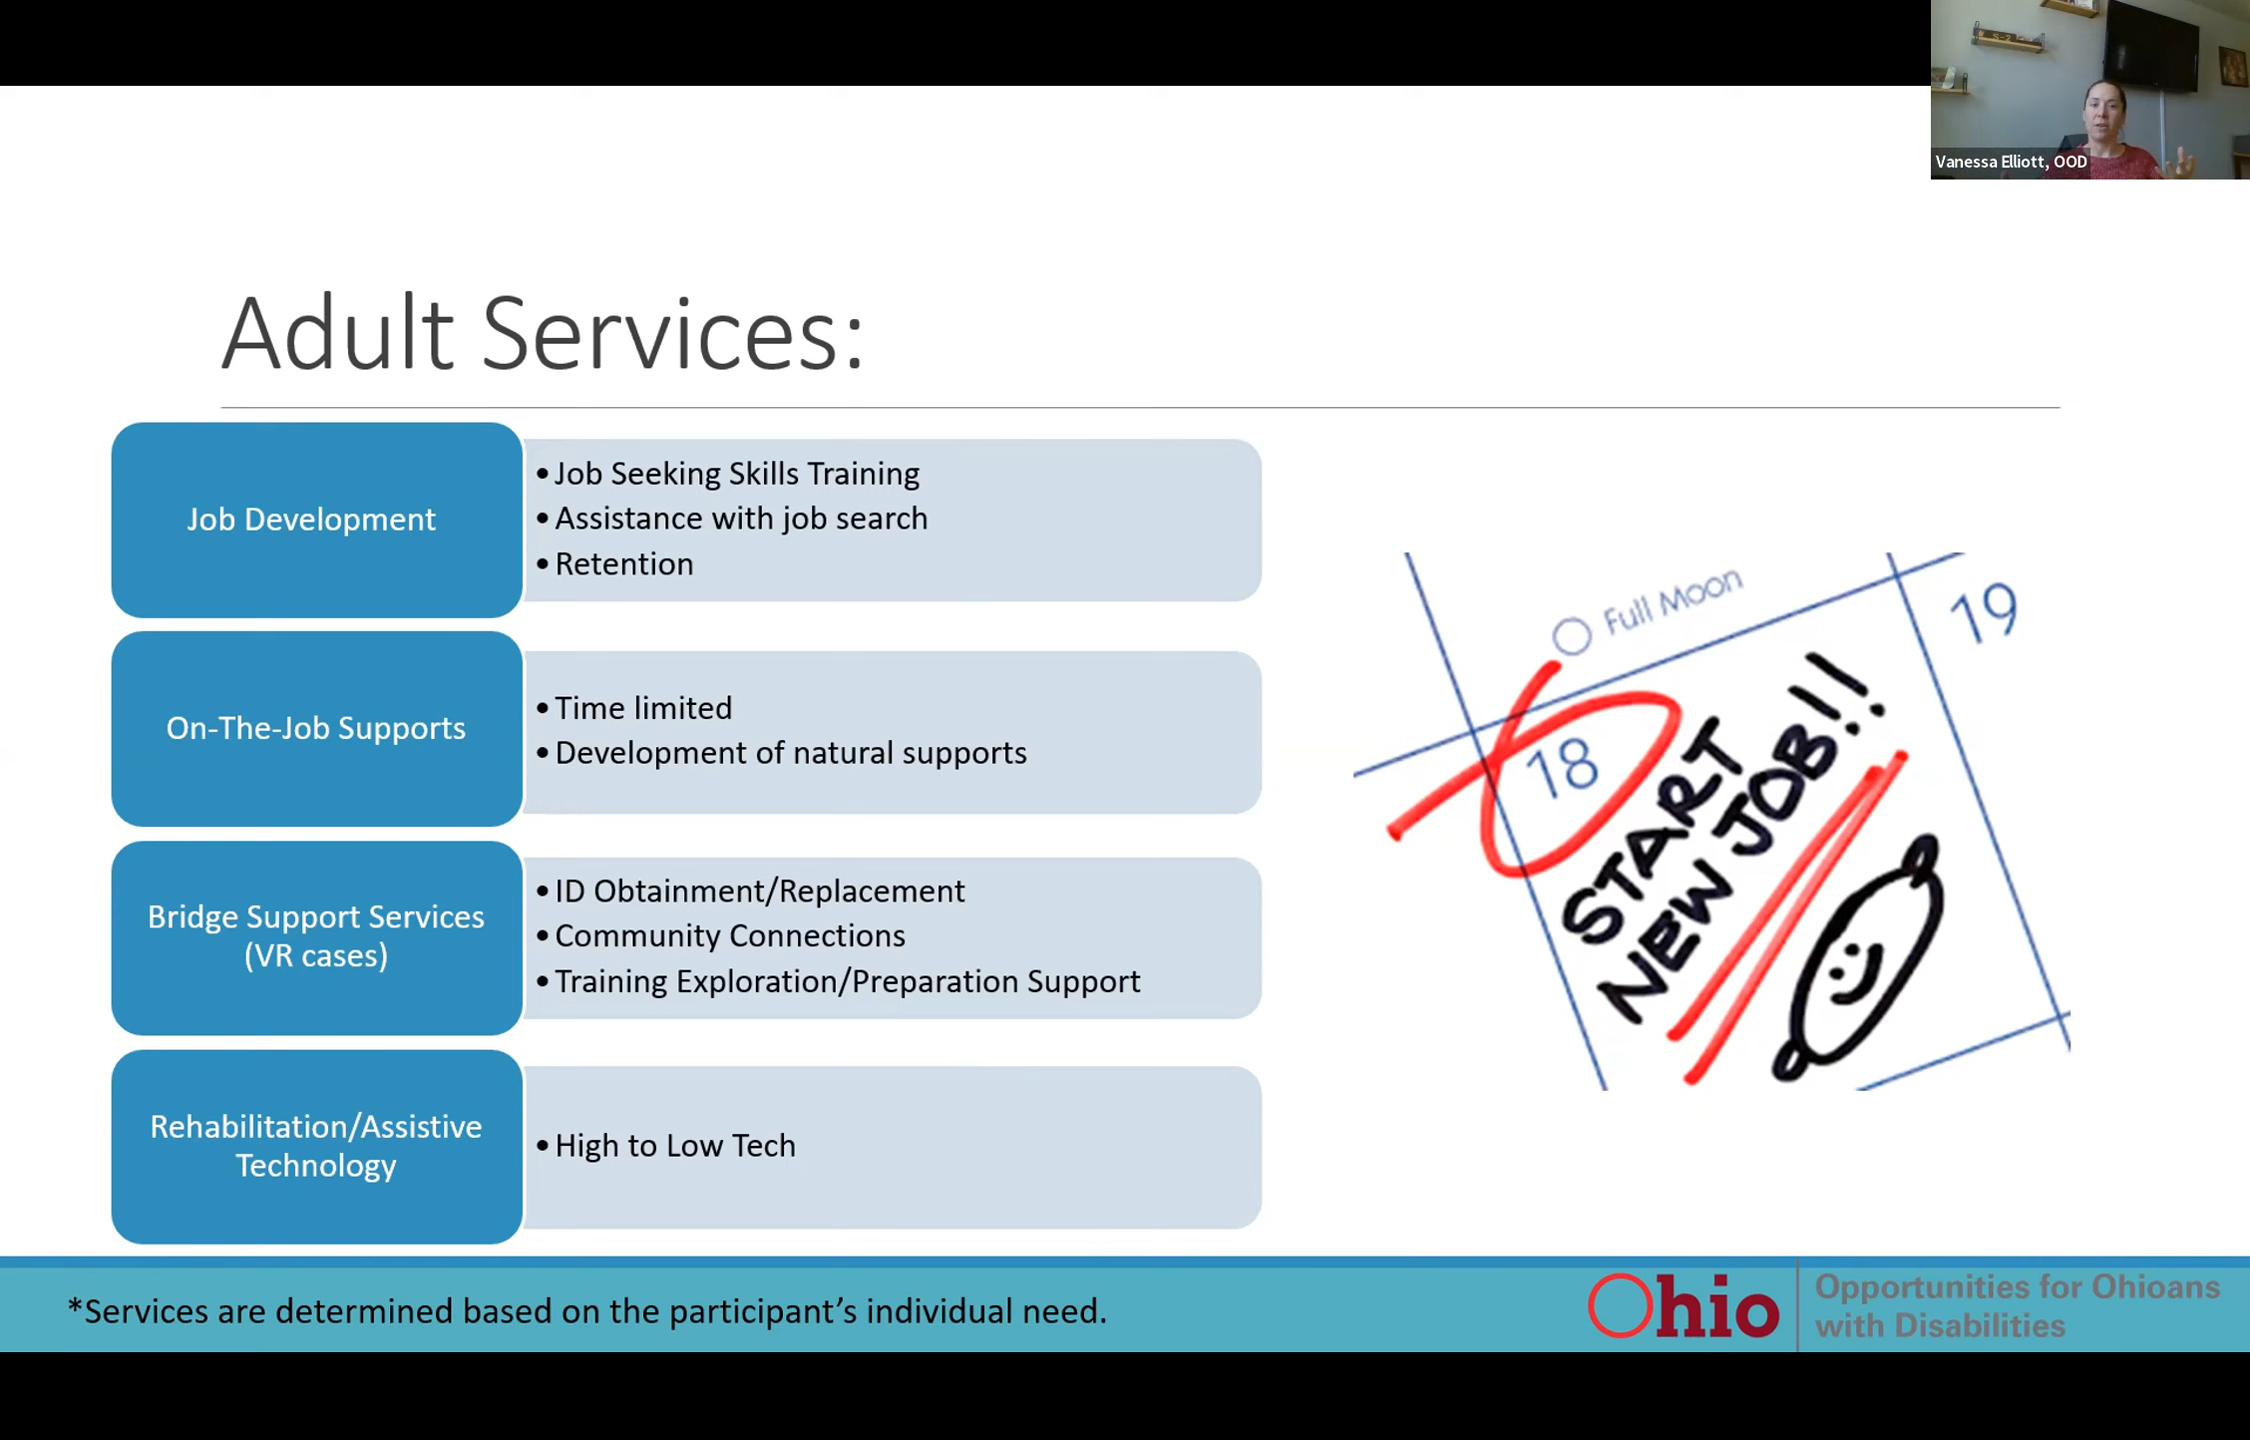 Vanessa Elliott, OOD
Adult Services:
Job Development
•Job Seeking Skills Training
•Assistance with job search
•Retention
On-The-Job Supports
•Time limited
•Development of natural supports
Bridge Support Services
(VR cases)
•ID Obtainment/Replacement
•Community Connections
•Training Exploration/Preparation Support
Rehabilitation/Assistive
Technology
•High to Low Tech
Full Moon
18
19
START
NEW JOB!!
*Services are determined based on the participant’s individual need.
Ohio
Opportunities for Ohioans
with Disabilities